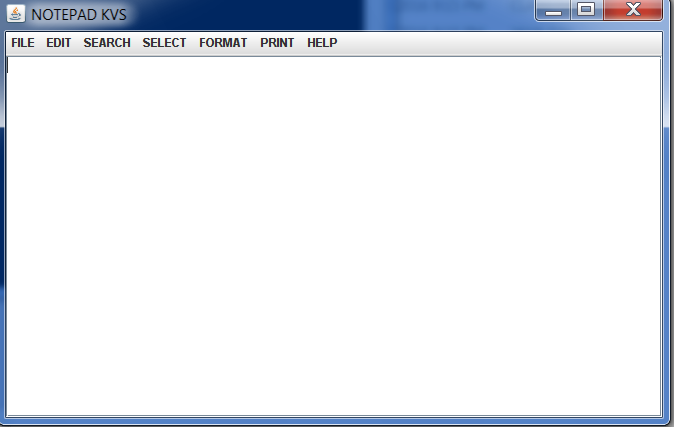 NOTEPAD KVS
FILE EDIT SEARCH SELECT FORMAT PRINT HELP